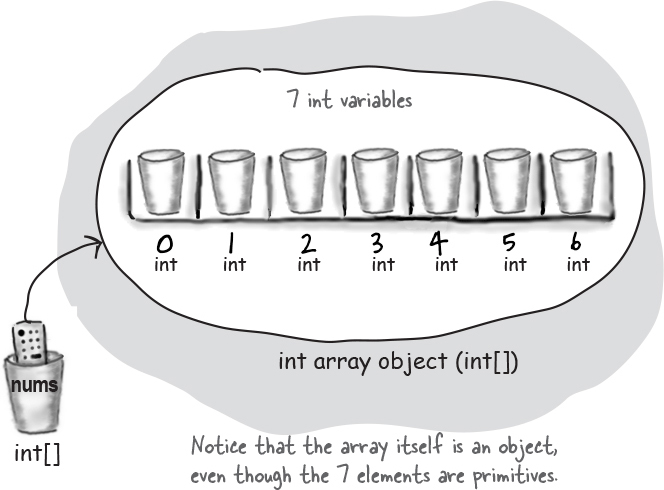 7 int variables
0 1 2 3 4 5 6
int int int int int int int
int array object (int[])
nums
int[]
Notice that the array itself is an object,
even though the 7 elements are primitives.